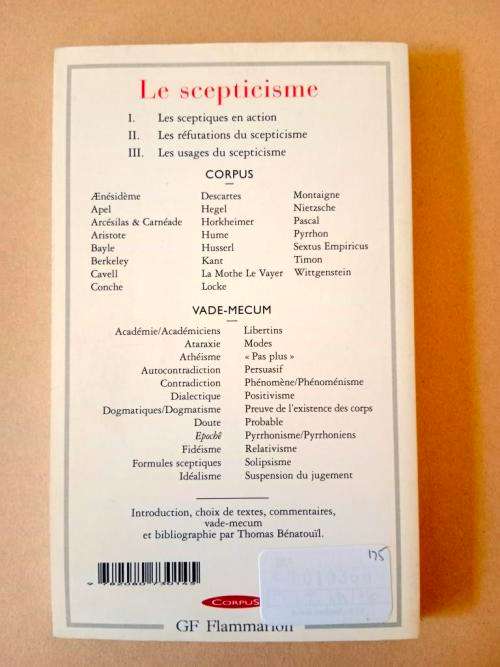 Le scepticisme
I. Les sceptiques en action
II. Les réfutations du scepticisme
III. Les usages du scepticisme
CORPUS
Ænésidème
Apel
Arcésilas & Carnéade
Aristote
Bayle
Berkeley
Cavell
Conche
Descartes
Hegel
Horkheimer
Hume
Husserl
Kant
La Mothe Le Vayer
Locke
Montaigne
Nietzsche
Pascal
Pyrrhon
Sextus Empiricus
Timon
Wittgenstein
VADE-MECUM
Académie/Académiciens
Ataraxie
Athéisme
Autocontradiction
Contradiction
Dialectique
Dogmatiques/Dogmatisme
Doute
Epochê
Fidéisme
Formules sceptiques
Idéalisme
Libertins
Modes
« Pas plus »
Persuasif
Phénomène/Phénoménisme
Positivisme
Preuve de l'existence des corps
Probable
Pyrrhonisme/Pyrrhoniens
Relativisme
Solipsisme
Suspension du jugement
Introduction, choix de textes, commentaires,
vade-mecum
et bibliographie par Thomas Bénatouïl.
175
CORPUS
GF Flammarion